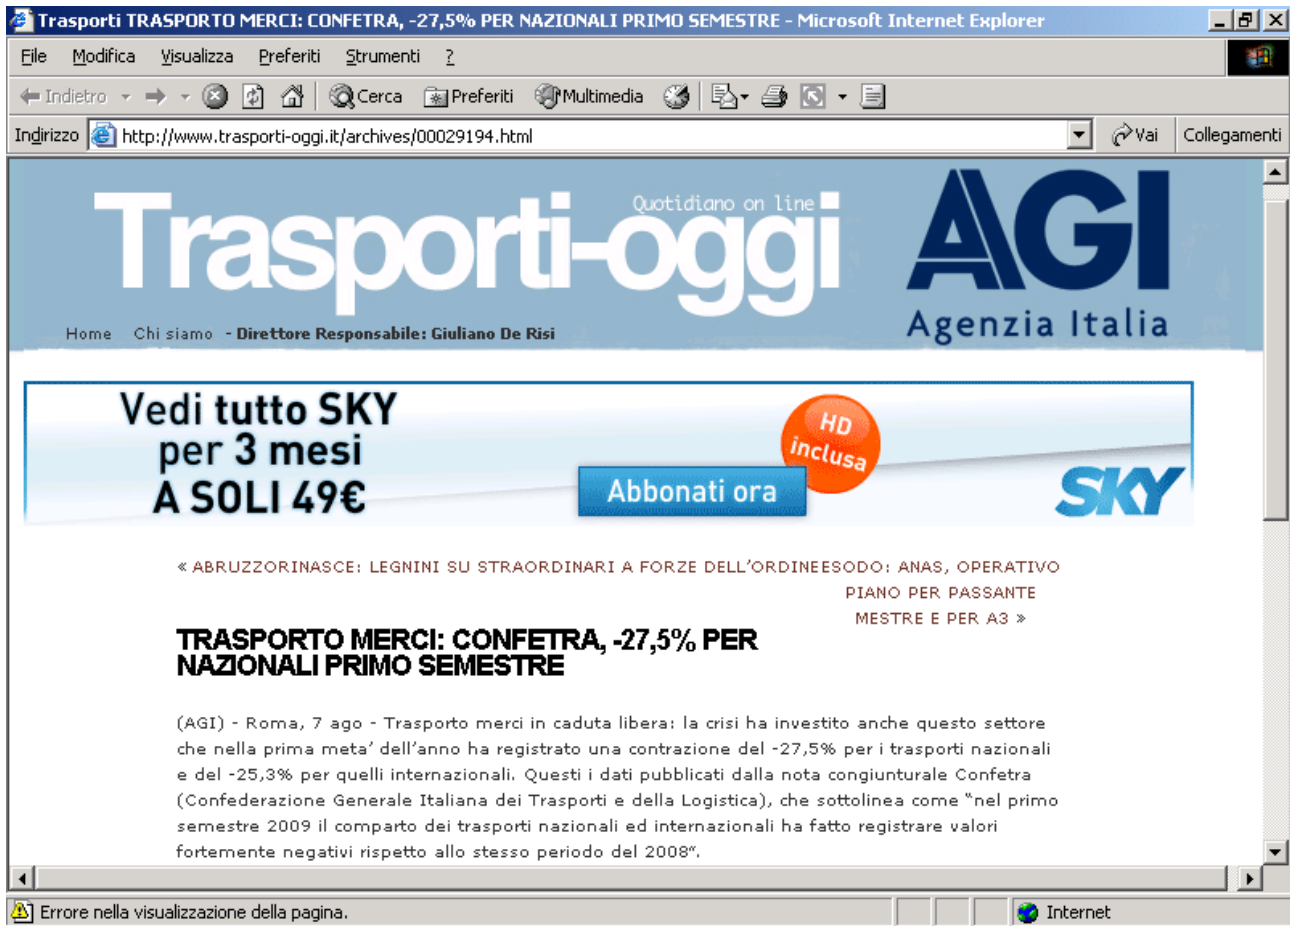 Trasporti TRASPORTO MERCI: CONFETRA, -27,5% PER NAZIONALI PRIMO SEMESTRE - Microsoft Internet Explorer
File Modifica Visualizza Preferiti Strumenti ?
Indietro Cerca Preferiti Multimedia
Indirizzo http://www.trasporti-oggi.it/archives/00029194.html Vai Collegamenti
Quotidiano on line
Trasporti-oggi
AGI
Agenzia Italia
Home Chi siamo - Direttore Responsabile: Giuliano De Risi
Vedi tutto SKY
per 3 mesi
A SOLI 49€
HD
inclusa
Abbonati ora
SKY
« ABRUZZORINASCE: LEGNINI SU STRAORDINARI A FORZE DELL’ORDINEESODO: ANAS, OPERATIVO
PIANO PER PASSANTE
MESTRE E PER A3 »
TRASPORTO MERCI: CONFETRA, -27,5% PER
NAZIONALI PRIMO SEMESTRE
(AGI) - Roma, 7 ago - Trasporto merci in caduta libera: la crisi ha investito anche questo settore
che nella prima meta’ dell’anno ha registrato una contrazione del -27,5% per i trasporti nazionali
e del -25,3% per quelli internazionali. Questi i dati pubblicati dalla nota congiunturale Confetra
(Confederazione Generale Italiana dei Trasporti e della Logistica), che sottolinea come “nel primo
semestre 2009 il comparto dei trasporti nazionali ed internazionali ha fatto registrare valori
fortemente negativi rispetto allo stesso periodo del 2008”.
Errore nella visualizzazione della pagina. Internet